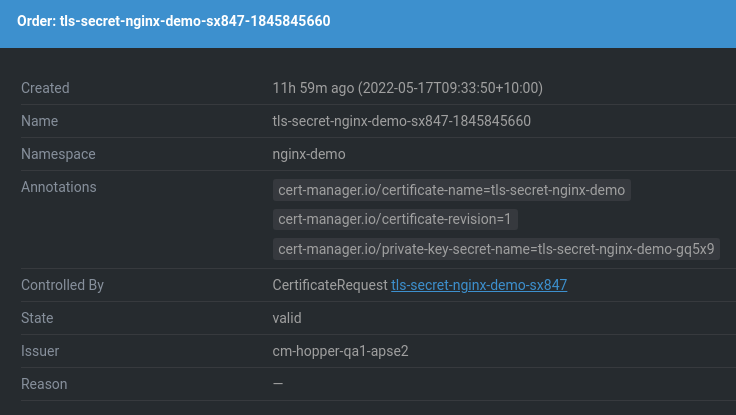 Order: tls-secret-nginx-demo-sx847-1845845660
Created 11h 59m ago (2022-05-17T09:33:50+10:00)
Name tls-secret-nginx-demo-sx847-1845845660
Namespace nginx-demo
Annotations cert-manager.io/certificate-name=tls-secret-nginx-demo
cert-manager.io/certificate-revision=1
cert-manager.io/private-key-secret-name=tls-secret-nginx-demo-gq5x9
Controlled By CertificateRequest tls-secret-nginx-demo-sx847
State valid
Issuer cm-hopper-qa1-apse2
Reason —